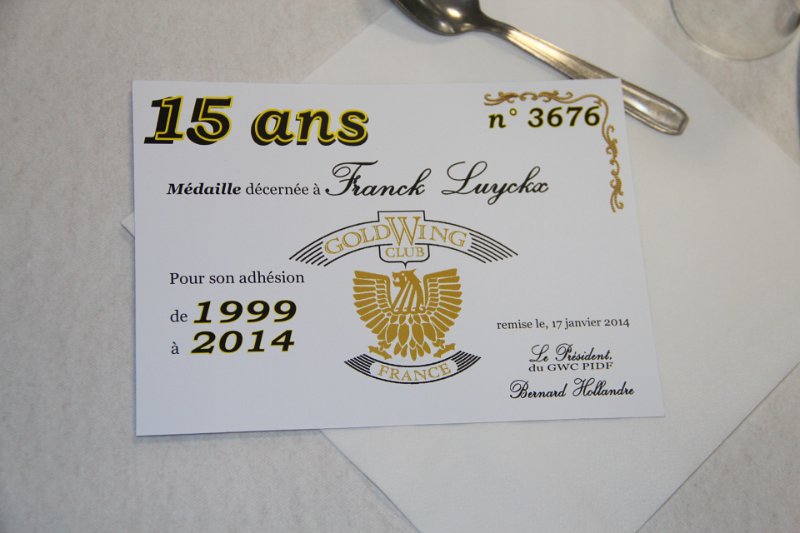 15 ans
n° 3676
Médaille décernée à Franck Luyckx
GOLDWING
CLUB
Pour son adhésion
de 1999
à 2014
FRANCE
remise le, 17 janvier 2014
Le Président,
du GWC PIDF
Bernard Hollandre